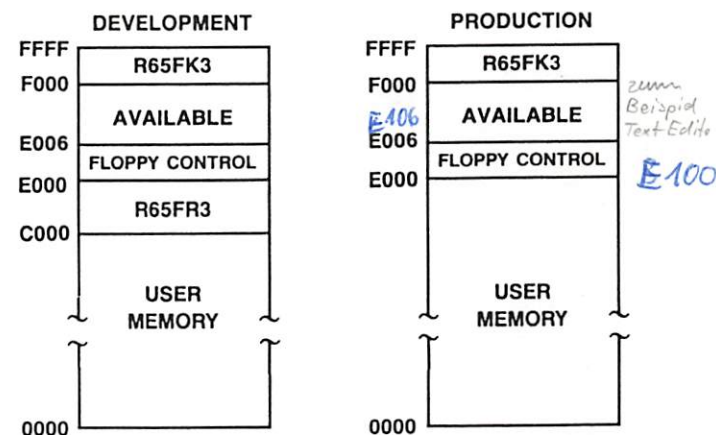 DEVELOPMENT
FFFF
R65FK3
F000
AVAILABLE
E006
FLOPPY CONTROL
E000
R65FR3
C000
USER
MEMORY
0000
PRODUCTION
FFFF
R65FK3
F000
zum
Beispiel
E106
AVAILABLE
Text
E006
FLOPPY CONTROL
E000
E100
USER
MEMORY
0000